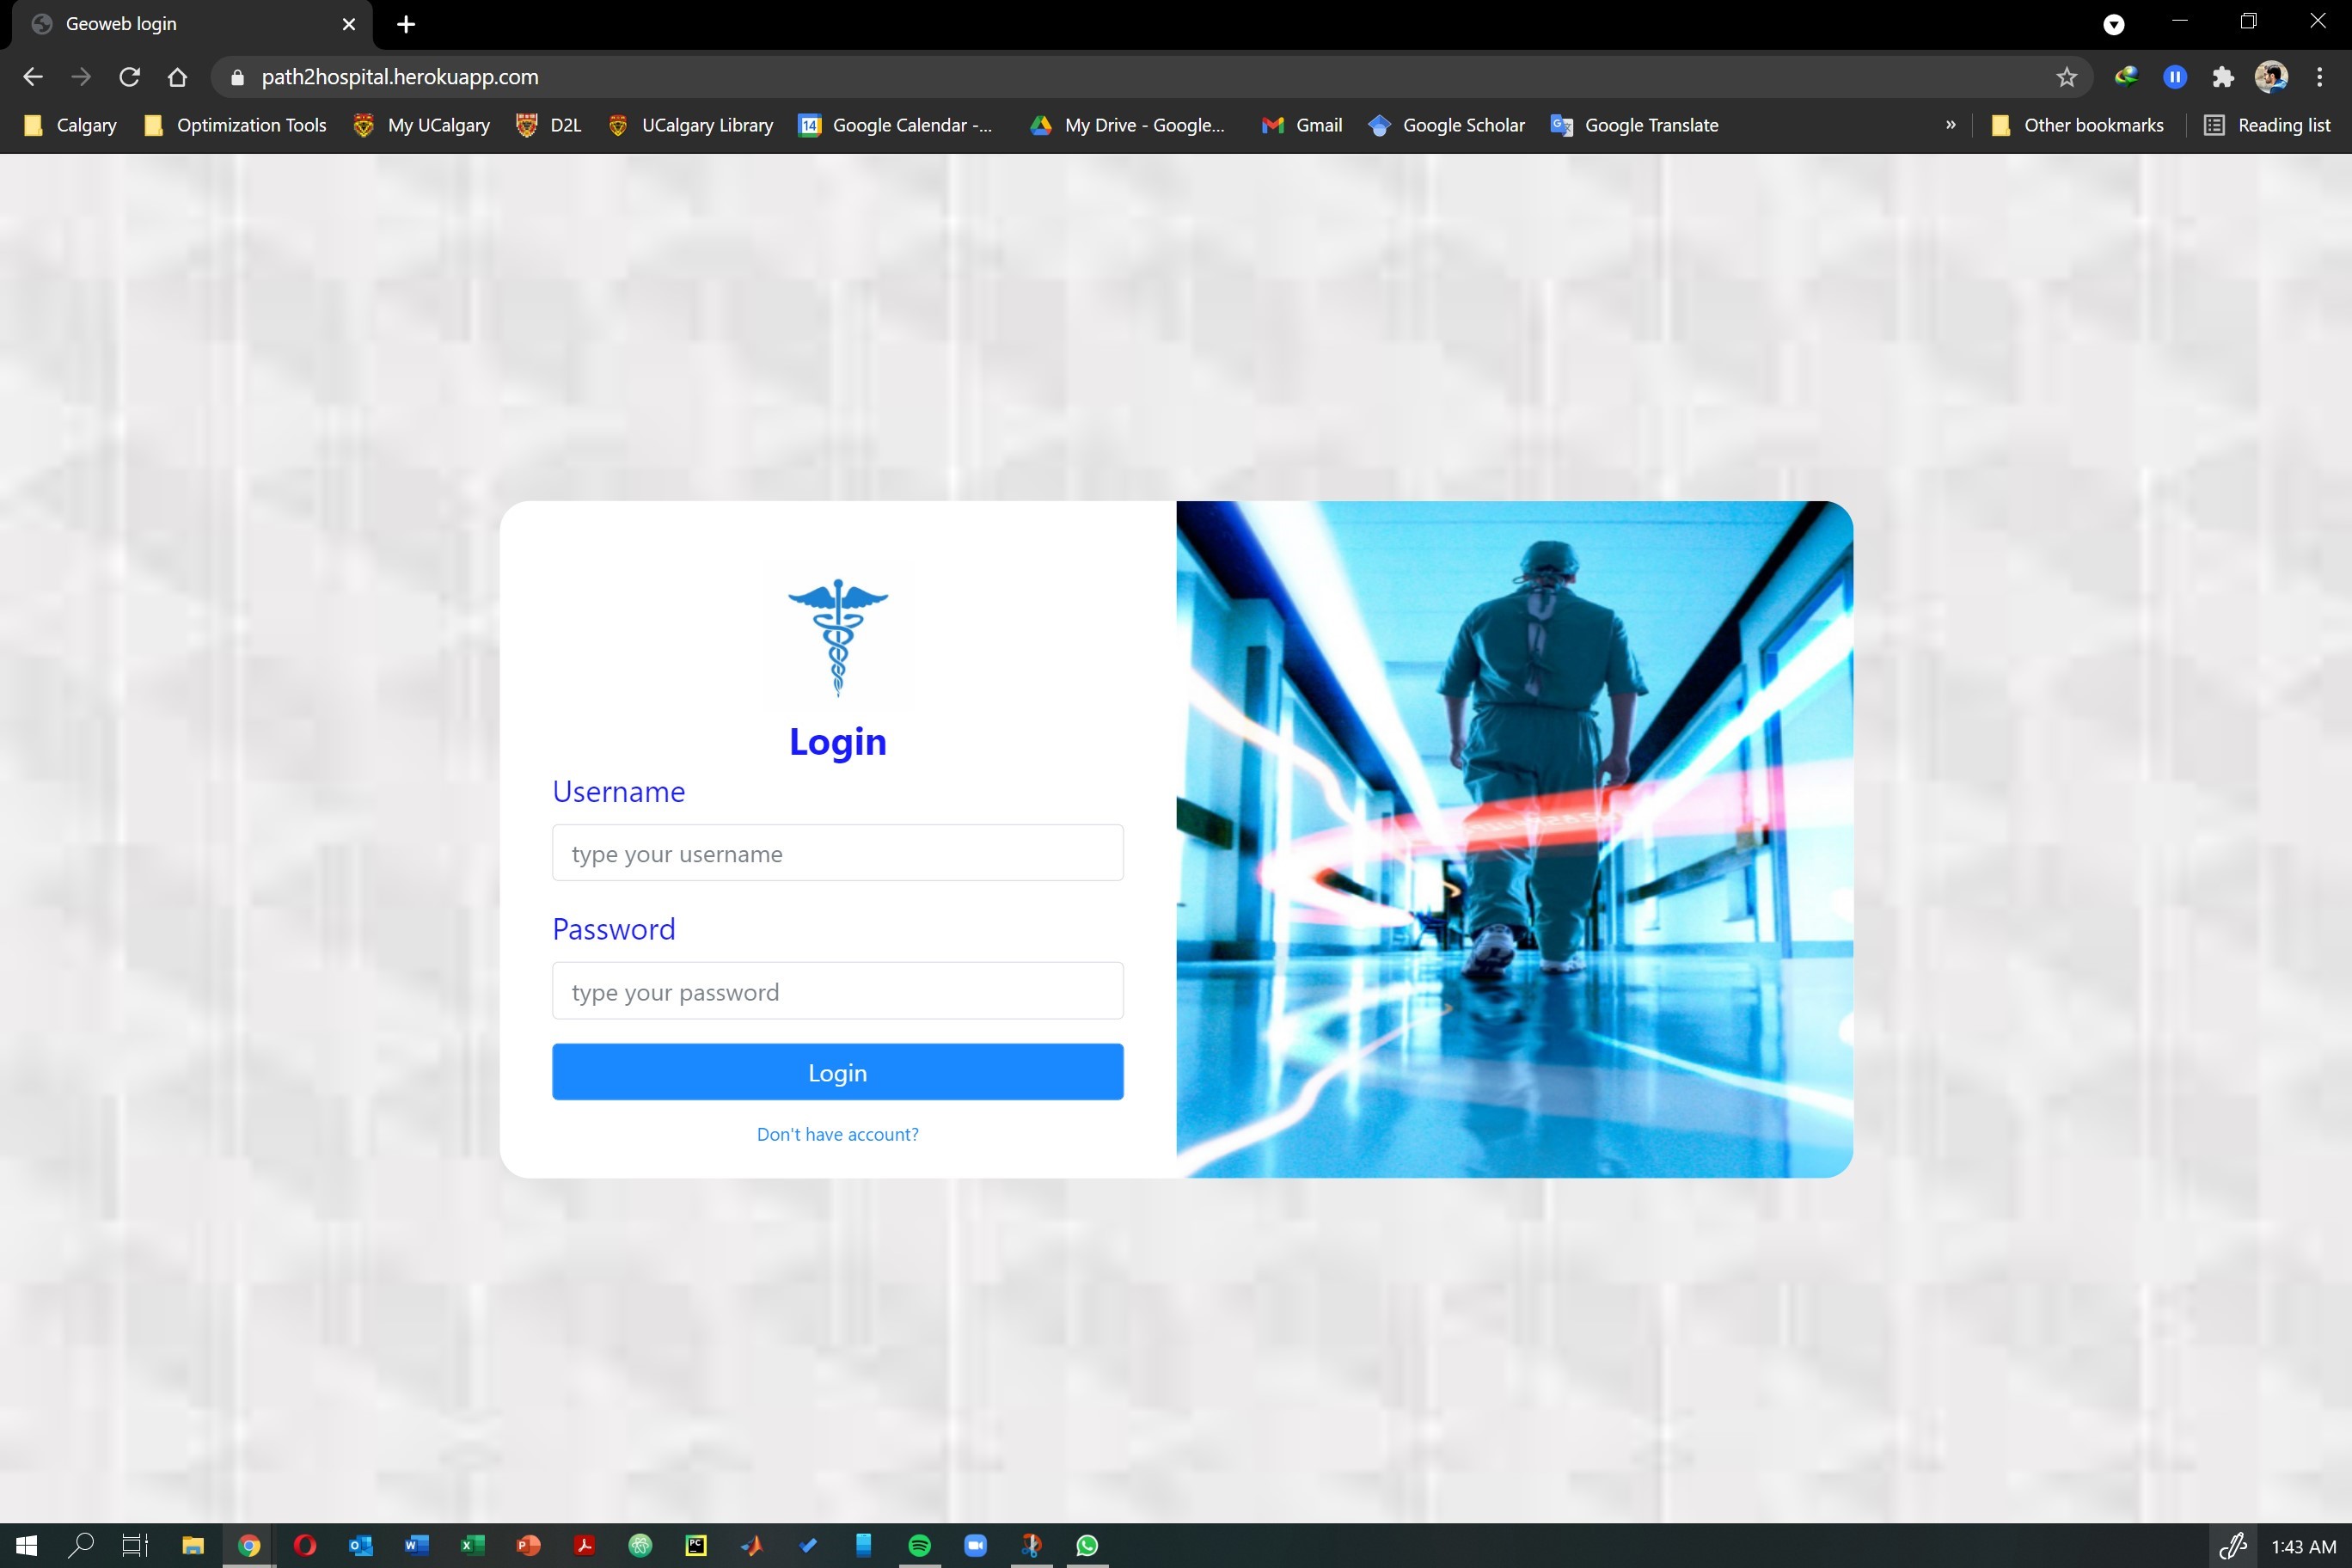 Geoweb login
path2hospital.herokuapp.com
Calgary Optimization Tools My UCalgary D2L UCalgary Library 14 Google Calendar -... My Drive - Google... Gmail Google Scholar Google Translate » Other bookmarks Reading list
Login
Username
type your username
Password
type your password
Login
Don't have account?
1:43 AM